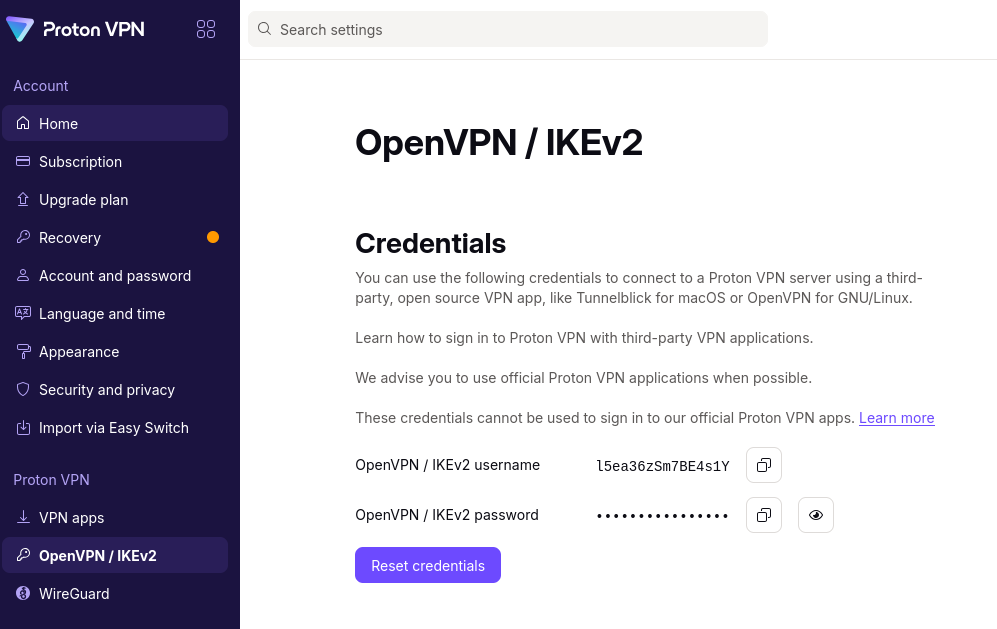 Proton VPN
Search settings
Account
Home
Subscription
Upgrade plan
Recovery
Account and password
Language and time
Appearance
Security and privacy
Import via Easy Switch
Proton VPN
VPN apps
OpenVPN / IKEv2
WireGuard
OpenVPN / IKEv2
Credentials
You can use the following credentials to connect to a Proton VPN server using a third-
party, open source VPN app, like Tunnelblick for macOS or OpenVPN for GNU/Linux.
Learn how to sign in to Proton VPN with third-party VPN applications.
We advise you to use official Proton VPN applications when possible.
These credentials cannot be used to sign in to our official Proton VPN apps. Learn more
OpenVPN / IKEv2 username l5ea36zSm7BE4s1Y
OpenVPN / IKEv2 password ••••••••••••••••
Reset credentials